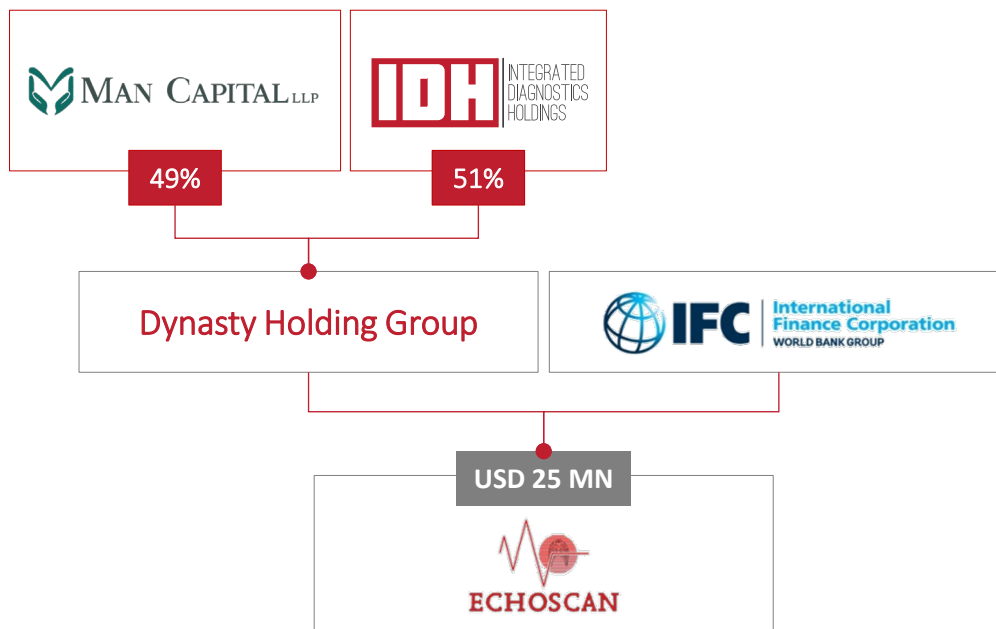 MAN CAPITAL LLP
IDH
INTEGRATED
DIAGNOSTICS
HOLDINGS
49%
51%
Dynasty Holding Group
IFC
International
Finance Corporation
WORLD BANK GROUP
USD 25 MN
ECHOSCAN